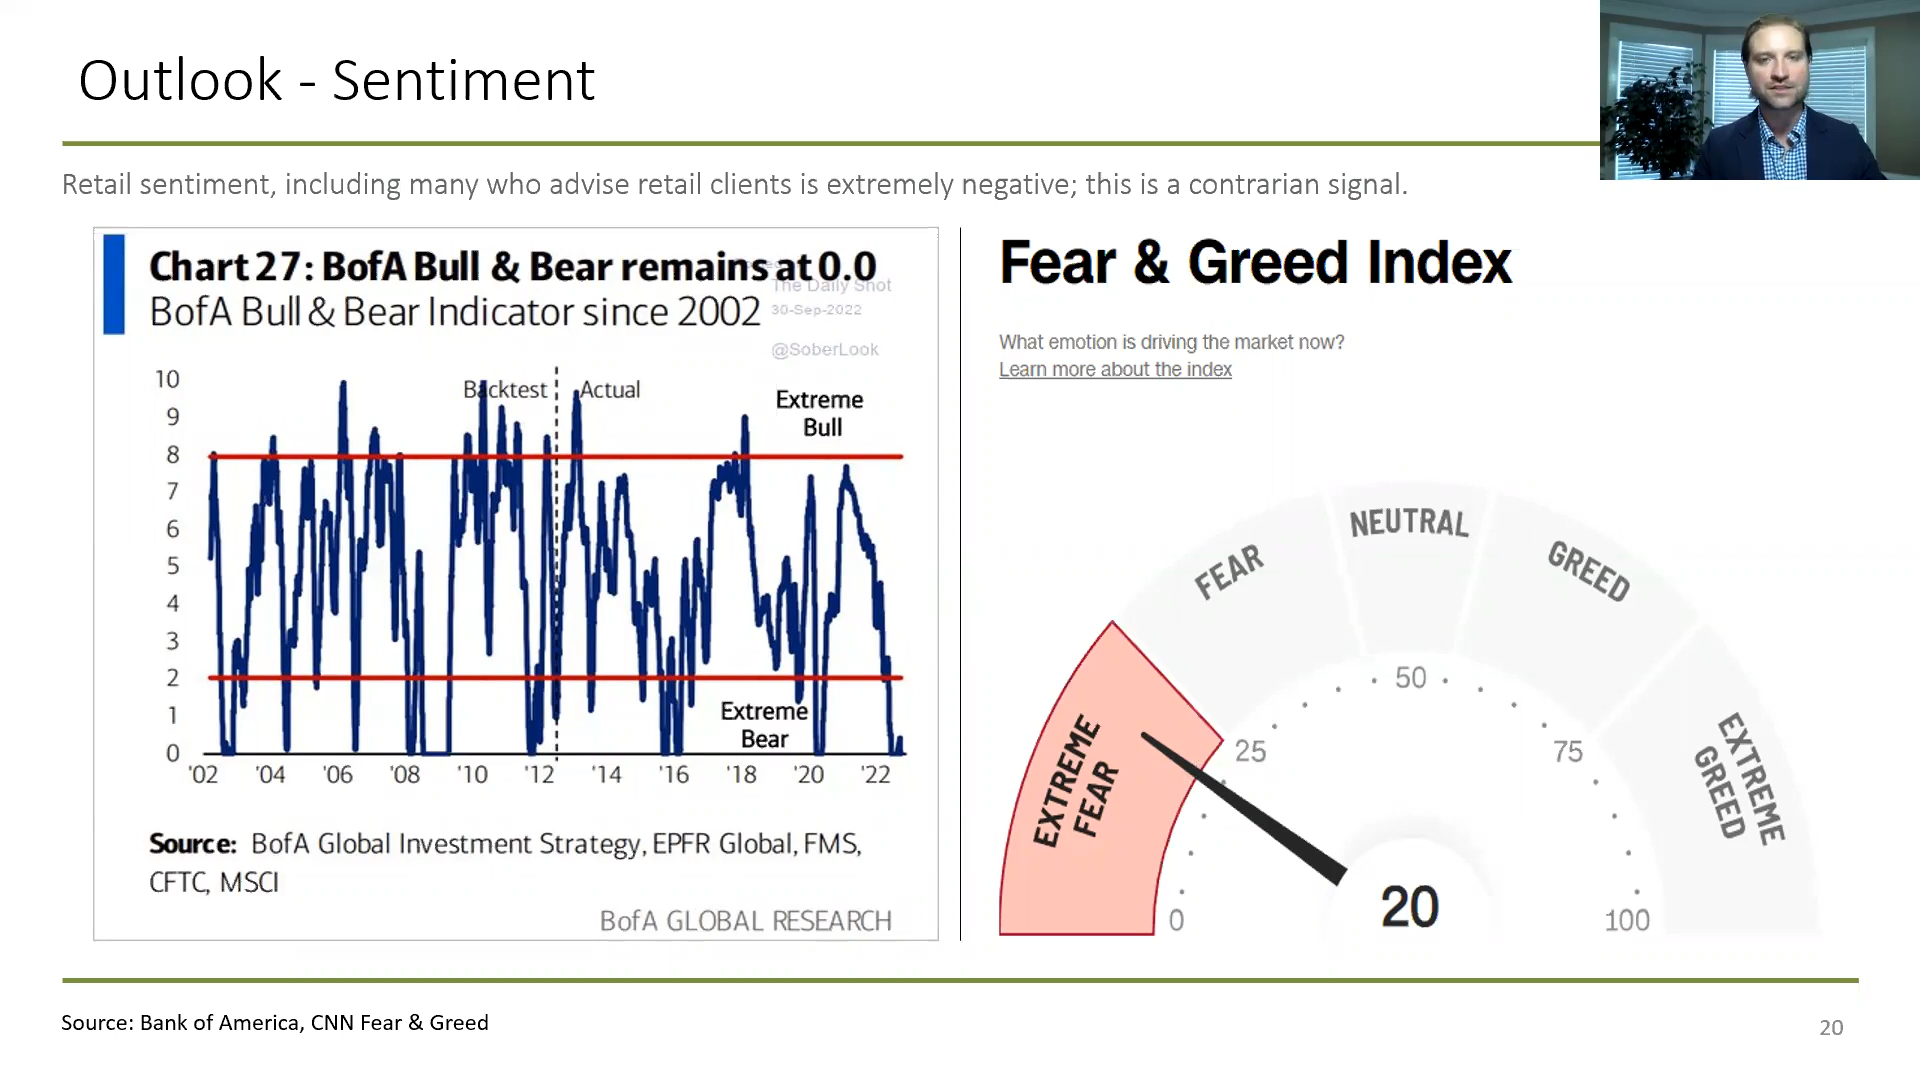 Outlook - Sentiment
Retail sentiment, including many who advise retail clients is extremely negative; this is a contrarian signal.
Chart 27: BofA Bull & Bear remains at 0.0
BofA Bull & Bear Indicator since 2002
The Daily Shot
30-Sep-2022
@SoberLook
10
9
8
7
6
5
4
3
2
1
0
Backtest
Actual
Extreme
Bull
Extreme
Bear
'02 '04 '06 '08 '10 '12 '14 '16 '18 '20 '22
Source: BofA Global Investment Strategy, EPFR Global, FMS,
CFTC, MSCI
BofA GLOBAL RESEARCH
Fear & Greed Index
What emotion is driving the market now?
Learn more about the index
EXTREME
FEAR
FEAR
NEUTRAL
GREED
EXTREME
GREED
0
25
50
75
100
20
Source: Bank of America, CNN Fear & Greed
20